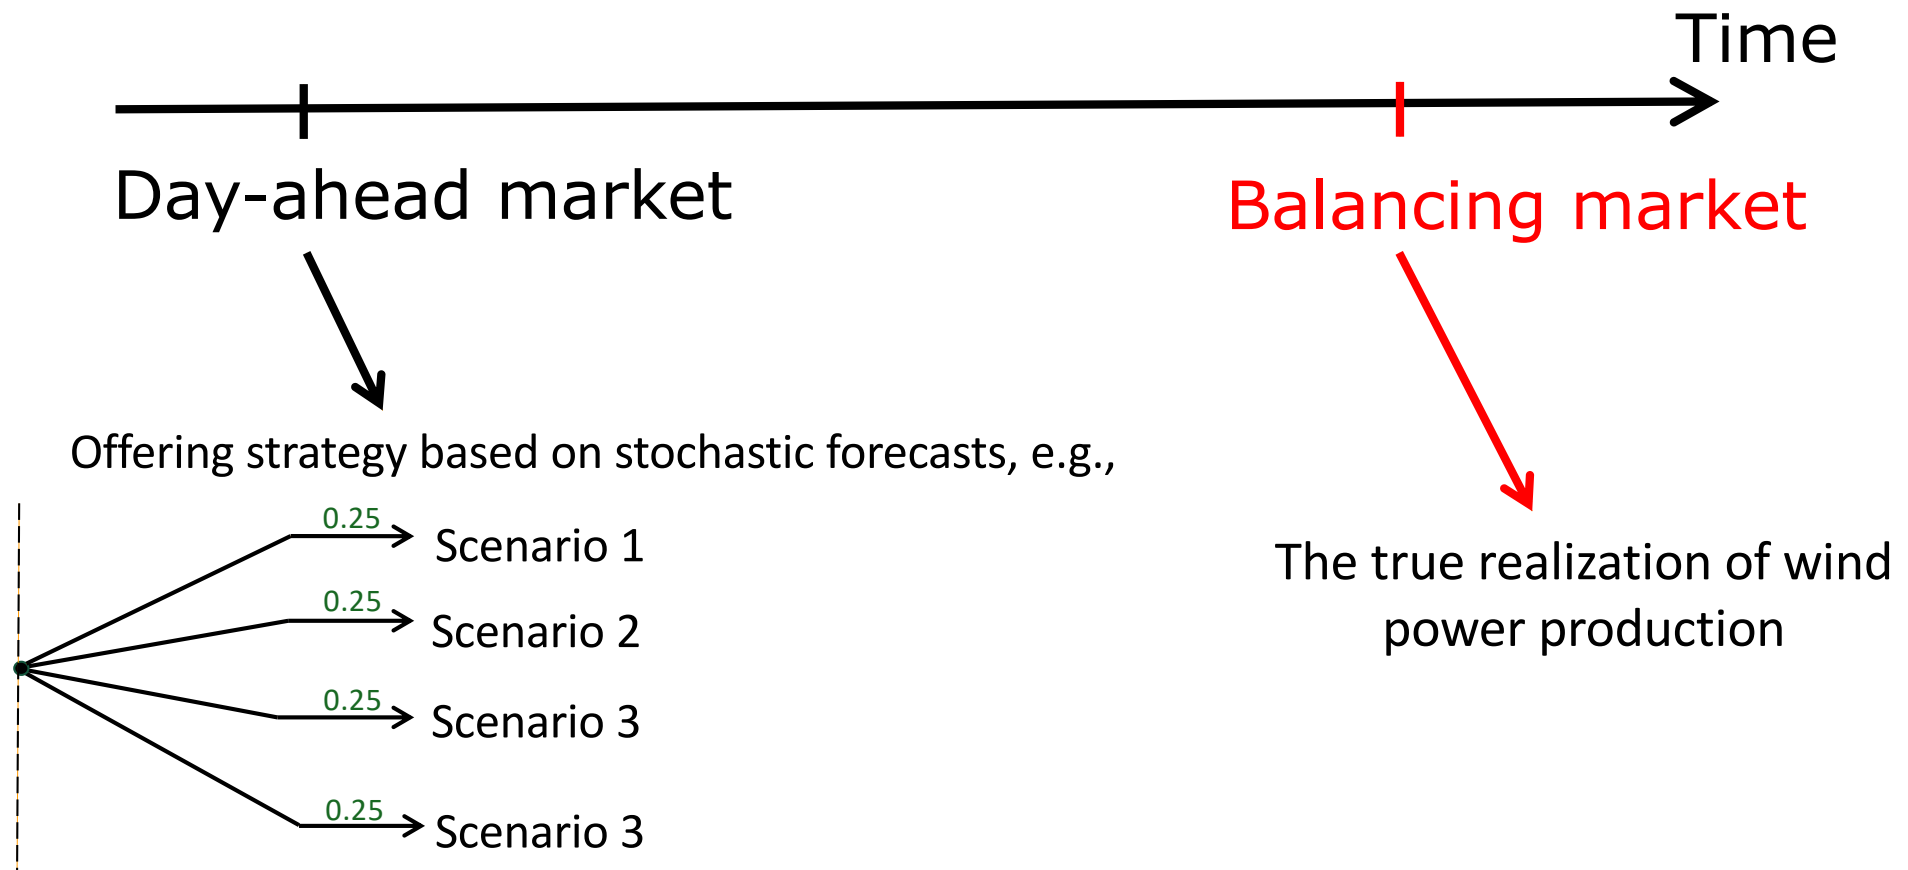 Time
Day-ahead market
Balancing market
Offering strategy based on stochastic forecasts, e.g.,
0.25
Scenario 1
0.25
Scenario 2
0.25
Scenario 3
0.25
Scenario 3
The true realization of wind
power production